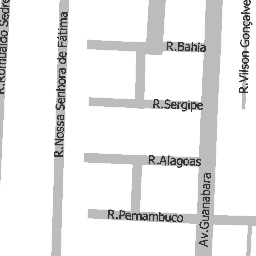 R.Romualdo Sedre
R.Nossa Senhora de Fátima
R.Bahia
R.Vilson Gonçalve
R.Sergipe
R.Alagoas
R.Pernambuco
Av.Guanabara